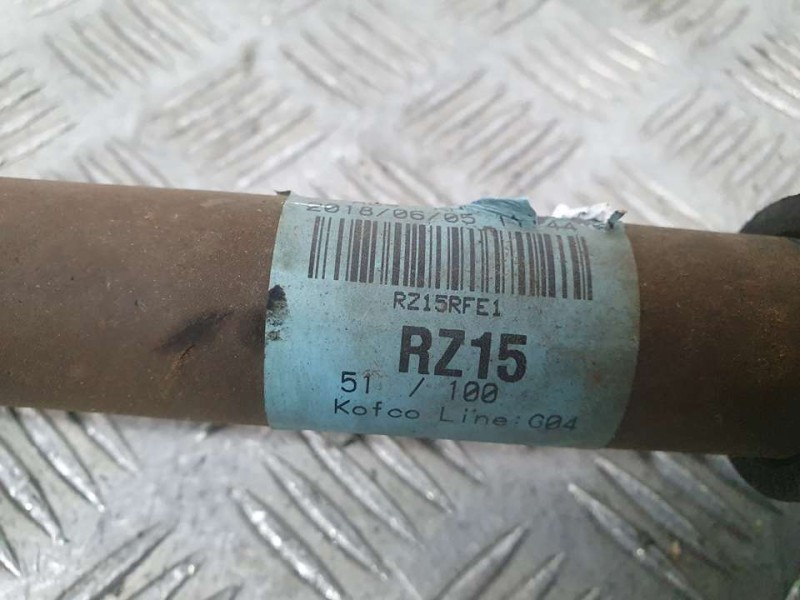 2018/06/05
RZ15RFE1
RZ15
51 / 100
Kofco Line:G04